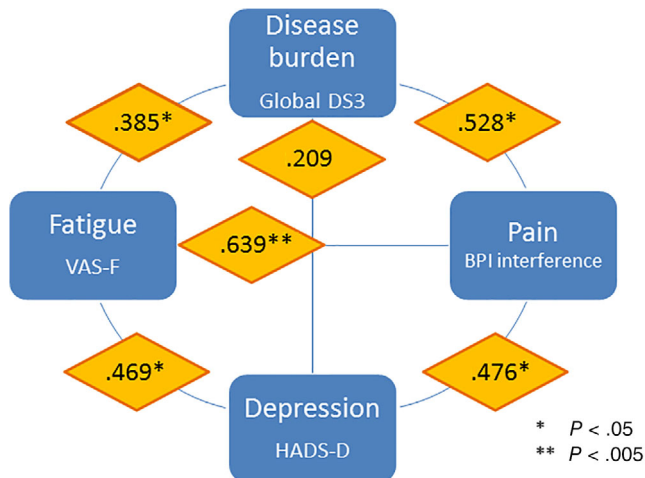 Disease
burden
Global DS3
.385*
.528*
.209
Fatigue
VAS-F
.639**
Pain
BPI interference
.469*
.476*
Depression
HADS-D
* P < .05
** P < .005